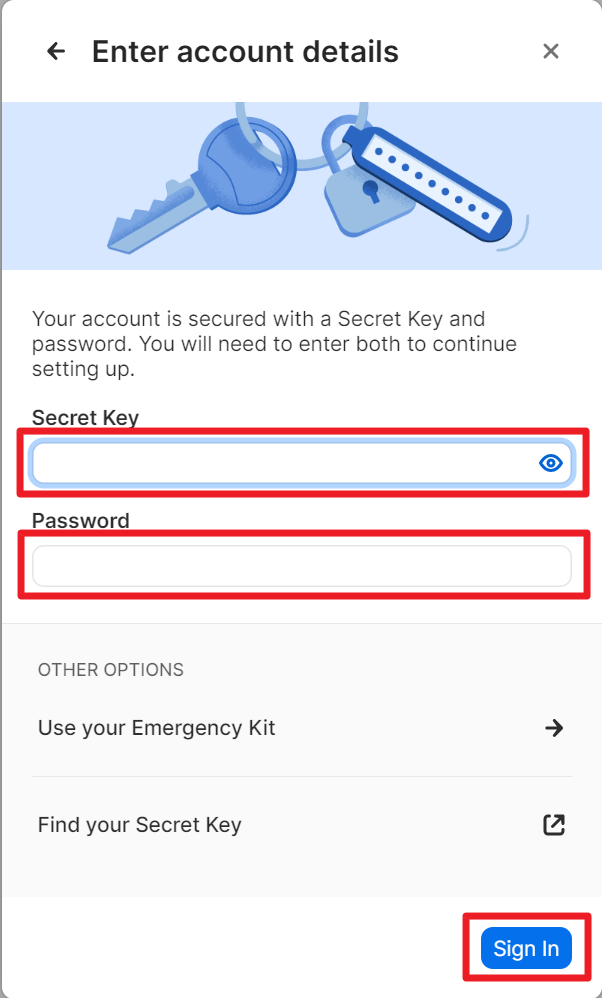 Enter account details
Your account is secured with a Secret Key and
password. You will need to enter both to continue
setting up.
Secret Key
Password
OTHER OPTIONS
Use your Emergency Kit
Find your Secret Key
Sign In